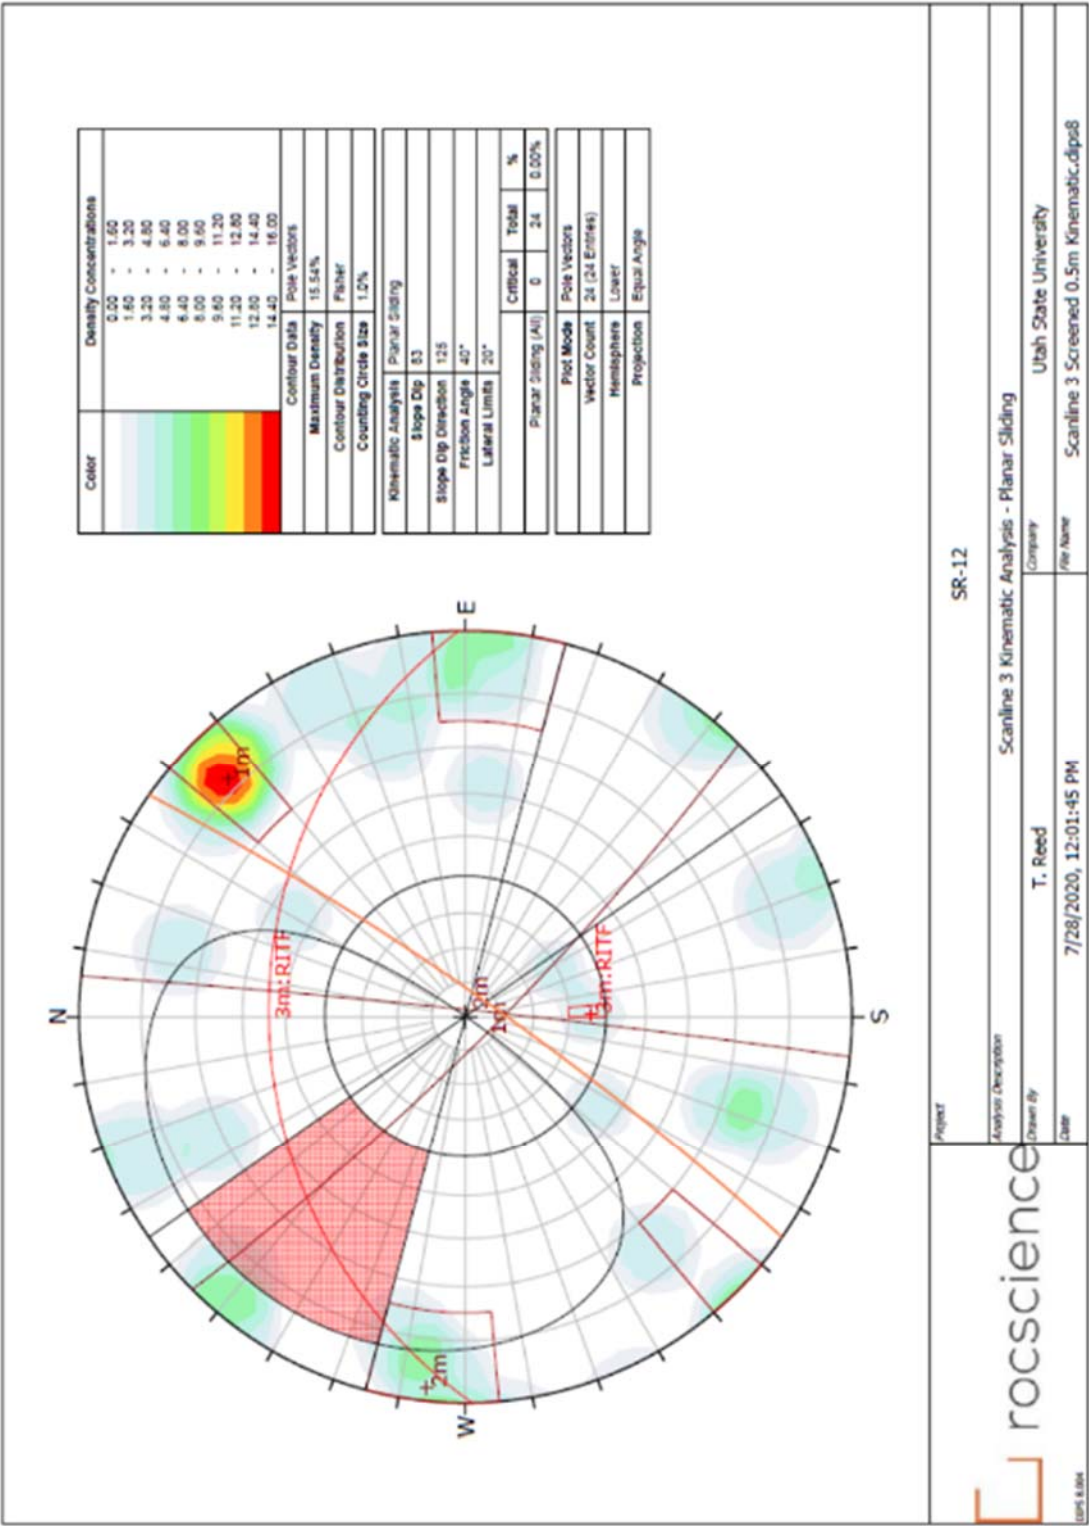 Color Density Concentrations
0.00 - 1.60
1.60 - 3.20
3.20 - 4.80
4.80 - 6.40
6.40 - 8.00
8.00 - 9.60
9.60 - 11.20
11.20 - 12.80
12.80 - 14.40
14.40 - 16.00
Contour Data Pole Vectors
Maximum Density 15.54%
Contour Distribution Fisher
Counting Circle Size 1.0%
Kinematic Analysis Planar Sliding
Slope Dip
Slope Dip Direction 125
Friction Angle 40°
Lateral Limits 20°
Critical Total %
Planar Sliding (All) 0 24 0.00%
Plot Mode Pole Vectors
Vector Count 24 (24 Entries)
Hemisphere Lower
Projection Equal Angle
N
E
S
W
1m
2m
3m:RITF
2m
1m
3m:RITF
rocscience
Project
SR-12
Analysis Description
Scanline 3 Kinematic Analysis - Planar Sliding
Drawn By
T. Reed
Company
Utah State University
Date
7/28/2020, 12:01:45 PM
File Name
Scanline 3 Screened 0.5m Kinematic.dips8
DIPS 8.004